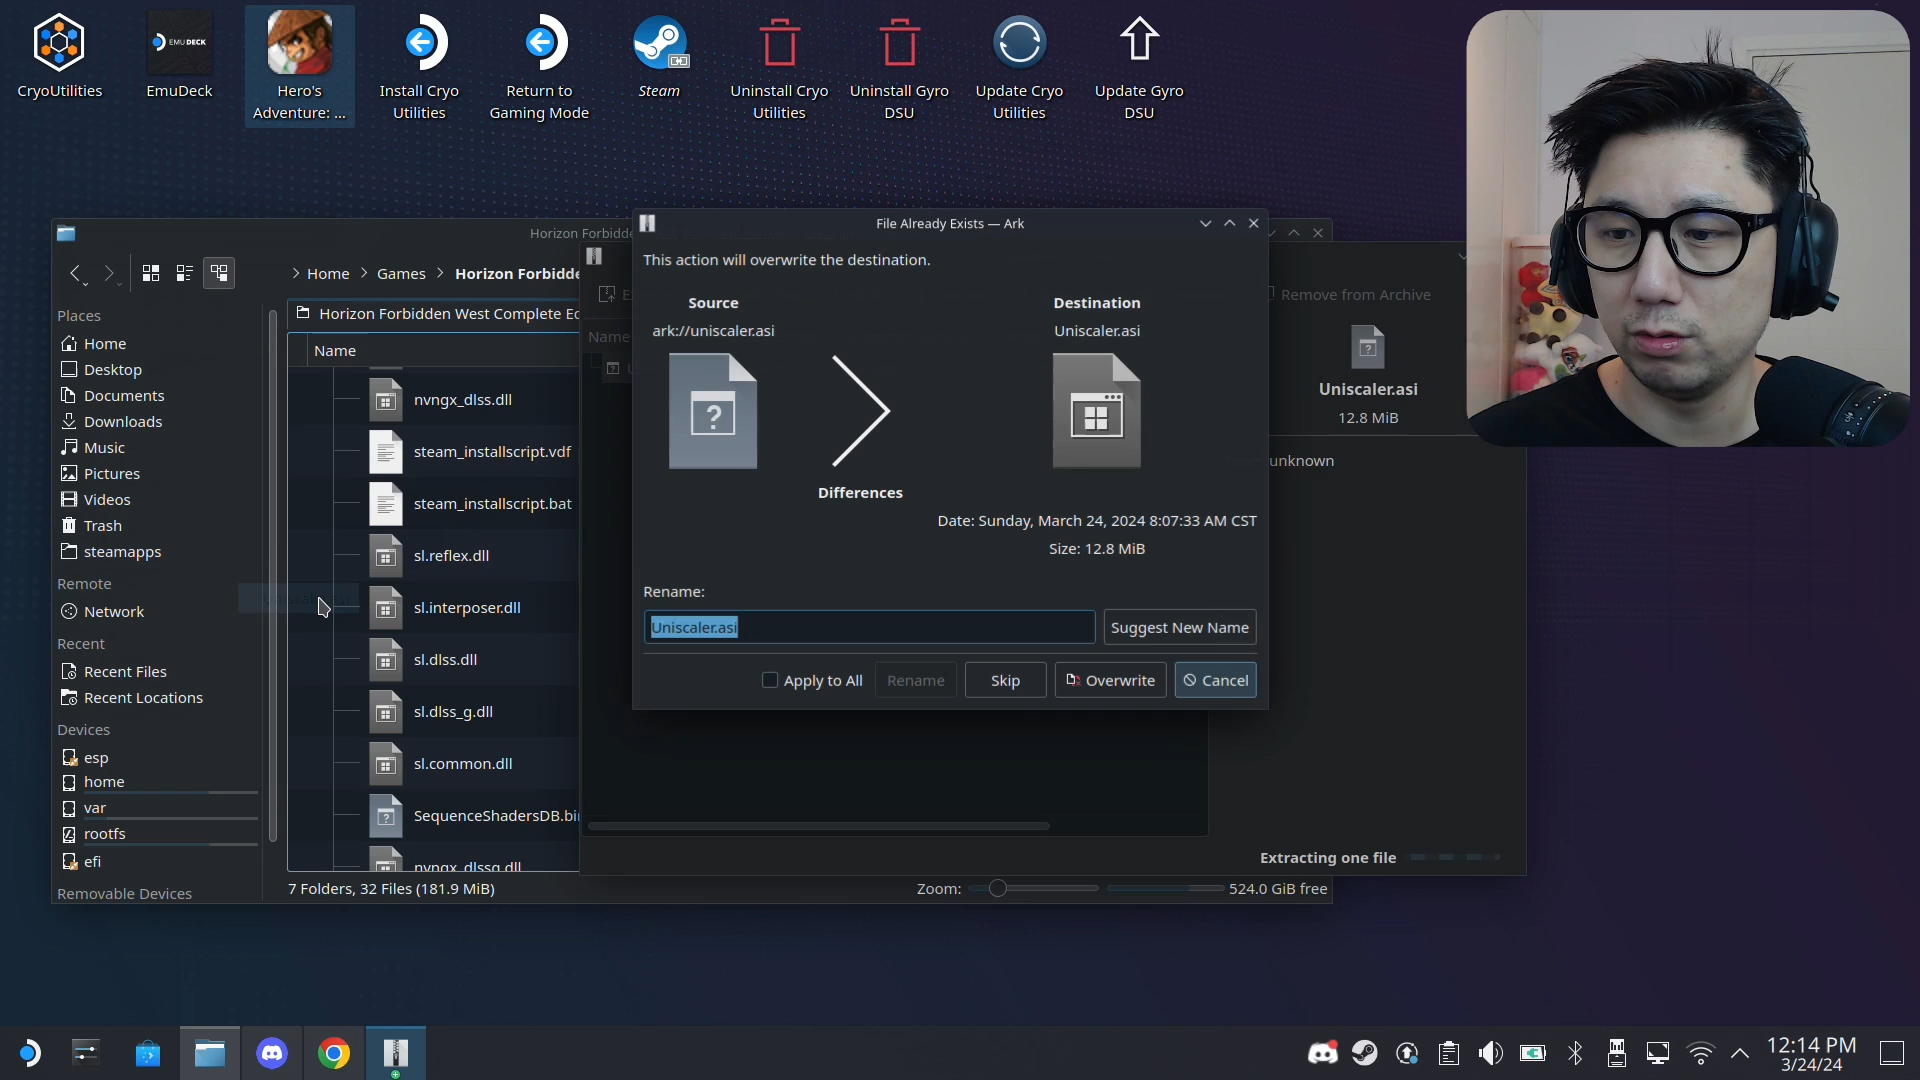 CryoUtilities
EMUDECK
EmuDeck
Hero's
Adventure: ...
Install Cryo
Utilities
Return to
Gaming Mode
Steam
Uninstall Cryo
Utilities
Uninstall Gyro
DSU
Update Cryo
Utilities
Update Gyro
DSU
Horizon Forbidde
Home
Games
Horizon Forbidde
Horizon Forbidden West Complete Ec
Name
nvngx_dlss.dll
steam_installscript.vdf
steam_installscript.bat
sl.reflex.dll
sl.interposer.dll
sl.dlss.dll
sl.dlss_g.dll
sl.common.dll
SequenceShadersDB.bi
nvngx_dlssg.dll
7 Folders, 32 Files (181.9 MiB)
Zoom:
524.0 GiB free
Places
Home
Desktop
Documents
Downloads
Music
Pictures
Videos
Trash
steamapps
Remote
Network
Recent
Recent Files
Recent Locations
Devices
esp
home
var
rootfs
efi
Removable Devices
File Already Exists — Ark
This action will overwrite the destination.
Source
ark://uniscaler.asi
Destination
Uniscaler.asi
Differences
Date: Sunday, March 24, 2024 8:07:33 AM CST
Size: 12.8 MiB
Rename:
Uniscaler.asi
Suggest New Name
Apply to All
Rename
Skip
Overwrite
Cancel
Name
Remove from Archive
Uniscaler.asi
12.8 MiB
unknown
Extracting one file
12:14 PM
3/24/24